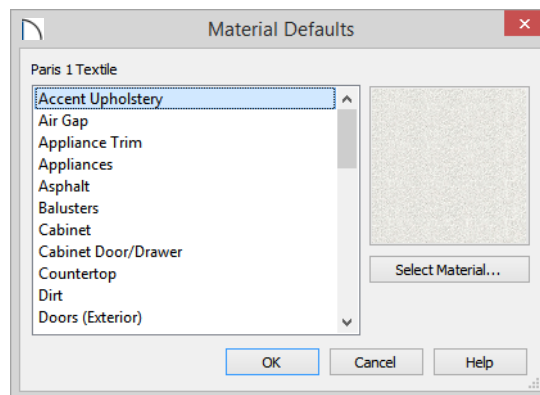 Material Defaults
Paris 1 Textile
Accent Upholstery
Air Gap
Appliance Trim
Appliances
Asphalt
Balusters
Cabinet
Cabinet Door/Drawer
Countertop
Dirt
Doors (Exterior)
Select Material...
OK Cancel Help